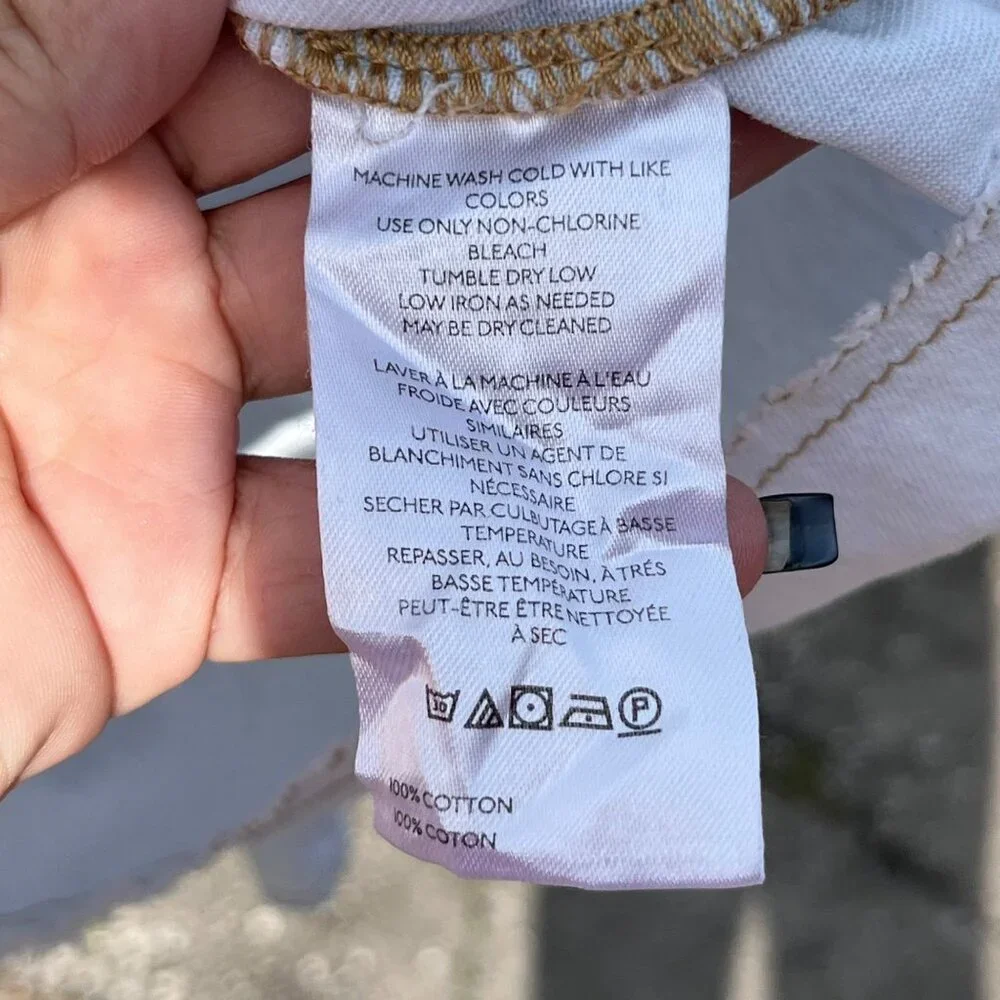 MACHINE WASH COLD WITH LIKE
COLORS
USE ONLY NON-CHLORINE
BLEACH
TUMBLE DRY LOW
LOW IRON AS NEEDED
MAY BE DRY CLEANED
LAVER À LA MACHINE À L'EAU
FROIDE AVEC COULEURS
SIMILAIRES
UTILISER UN AGENT DE
BLANCHIMENT SANS CHLORE SI
NÉCESSAIRE
SECHER PAR CULBUTAGE À BASSE
TEMPERATURE
REPASSER, AU BESOIN, À TRÉS
BASSE TEMPÉRATURE
PEUT-ÊTRE ÊTRE NETTOYÉE
À SEC
30 P
100% COTTON
100% COTON